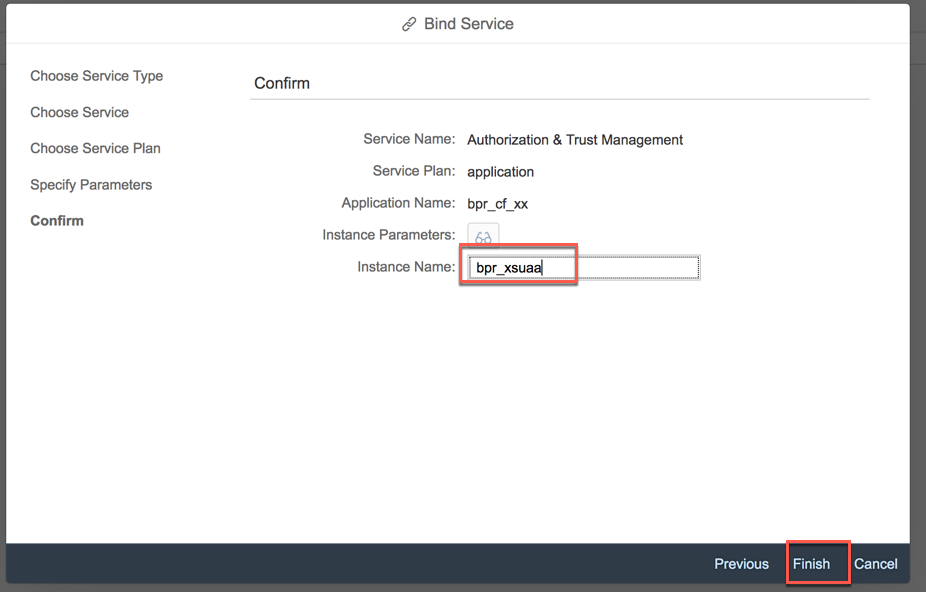 Bind Service
Choose Service Type
Choose Service
Choose Service Plan
Specify Parameters
Confirm
Confirm
Service Name: Authorization & Trust Management
Service Plan: application
Application Name: bpr_cf_xx
Instance Parameters:
Instance Name: bpr_xsuaa
Previous Finish Cancel